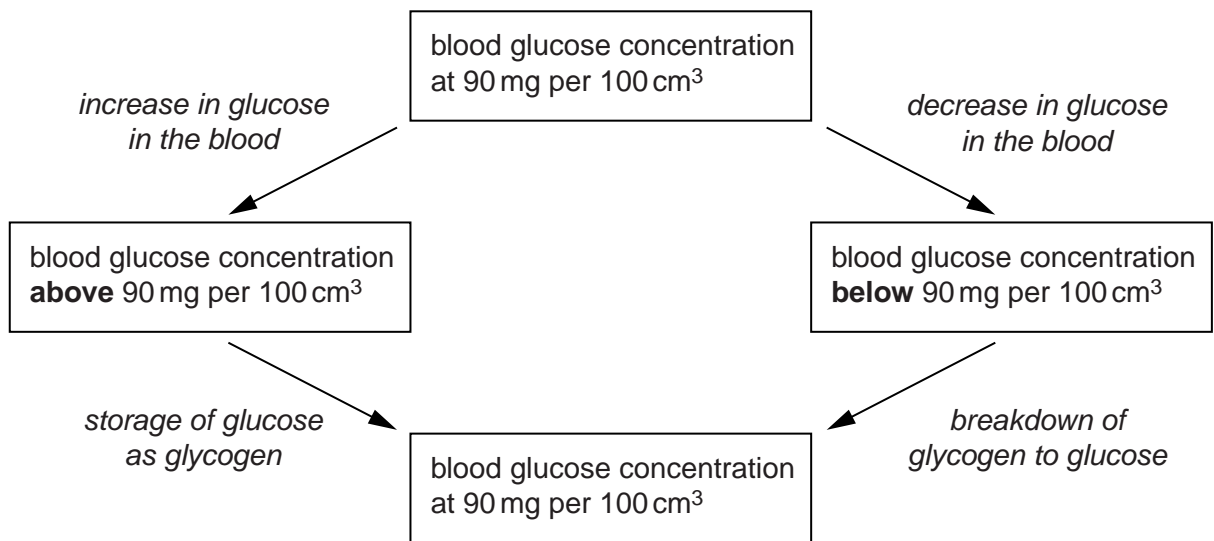 blood glucose concentration
at 90 mg per 100 cm³
increase in glucose
in the blood
decrease in glucose
in the blood
blood glucose concentration
above 90 mg per 100 cm³
blood glucose concentration
below 90 mg per 100 cm³
storage of glucose
as glycogen
breakdown of
glycogen to glucose
blood glucose concentration
at 90 mg per 100 cm³